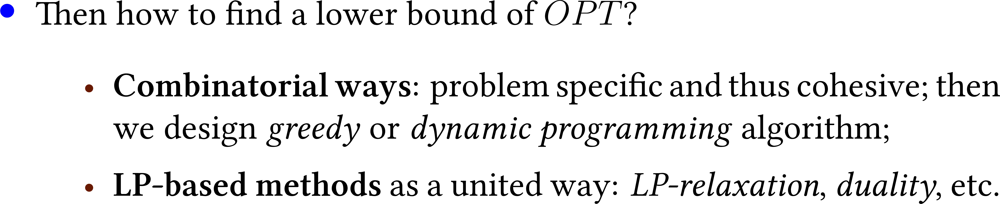 • Then how to find a lower bound of OPT?
• Combinatorial ways: problem specific and thus cohesive; then
we design greedy or dynamic programming algorithm;
• LP-based methods as a united way: LP-relaxation, duality, etc.